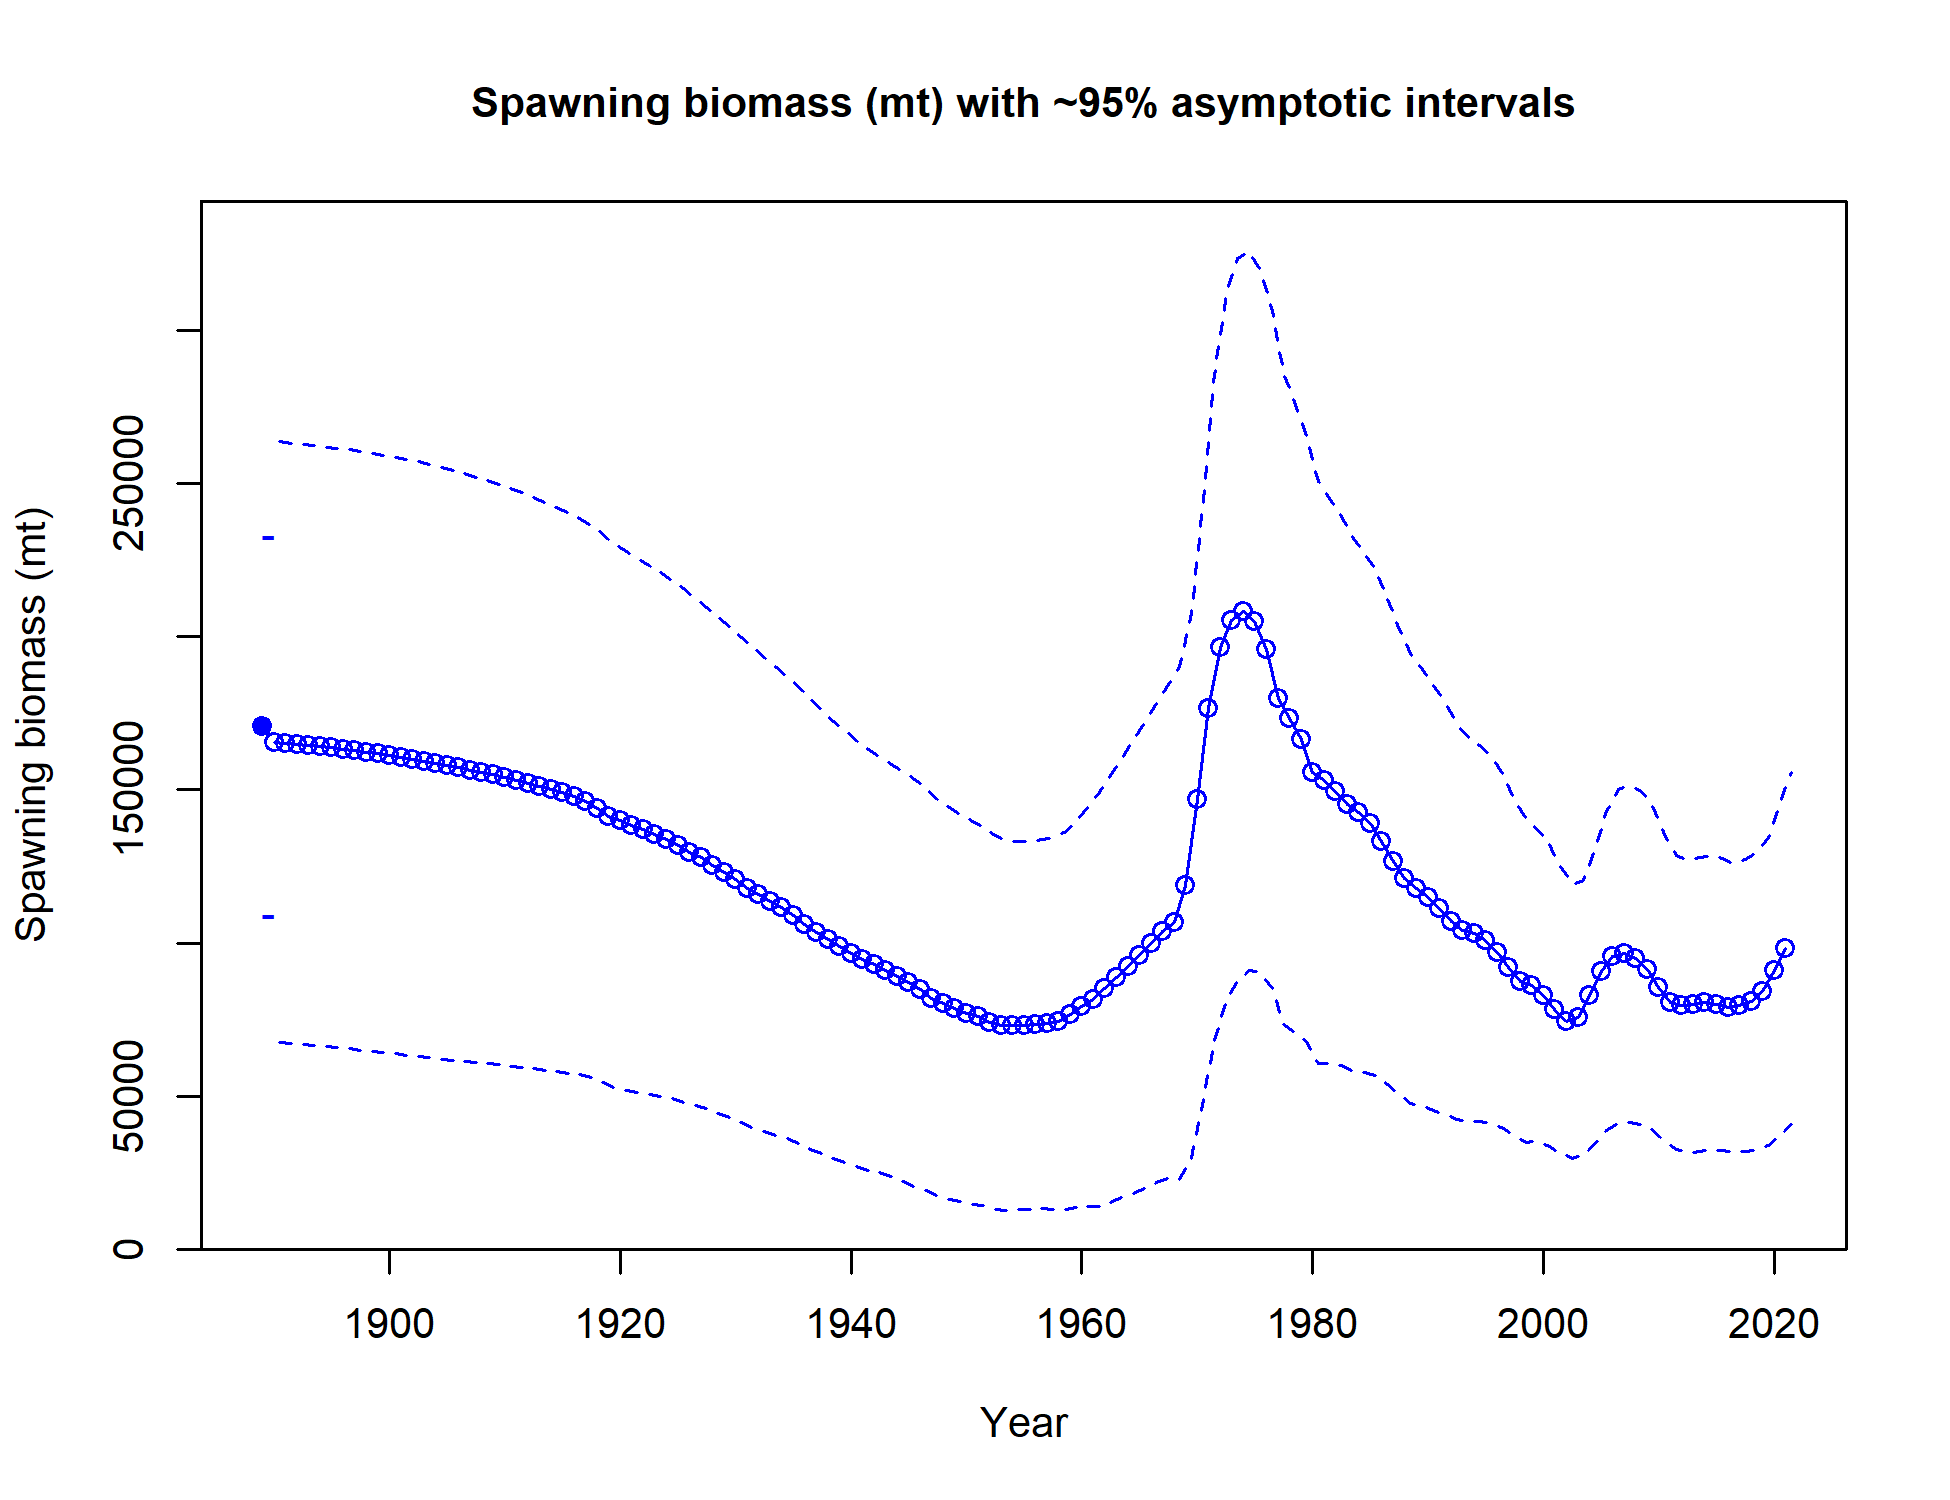 Spawning biomass (mt) with ~95% asymptotic intervals
Spawning biomass (mt)
250000
150000
50000
0
1900 1920 1940 1960 1980 2000 2020
Year